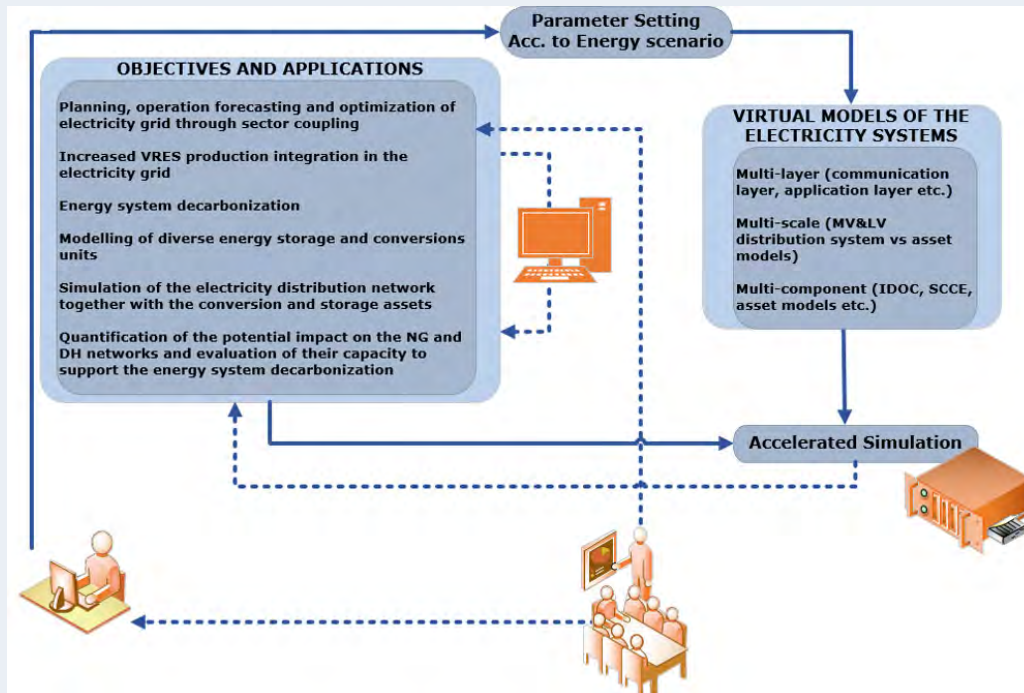 Parameter Setting
Acc. to Energy scenario
OBJECTIVES AND APPLICATIONS
Planning, operation forecasting and optimization of
electricity grid through sector coupling
Increased VRES production integration in the
electricity grid
Energy system decarbonization
Modelling of diverse energy storage and conversions
units
Simulation of the electricity distribution network
together with the conversion and storage assets
Quantification of the potential impact on the NG and
DH networks and evaluation of their capacity to
support the energy system decarbonization
VIRTUAL MODELS OF THE
ELECTRICITY SYSTEMS
Multi-layer (communication
layer, application layer etc.)
Multi-scale (MV&LV
distribution system vs asset
models)
Multi-component (IDOC, SCCE,
asset models etc.)
Accelerated Simulation